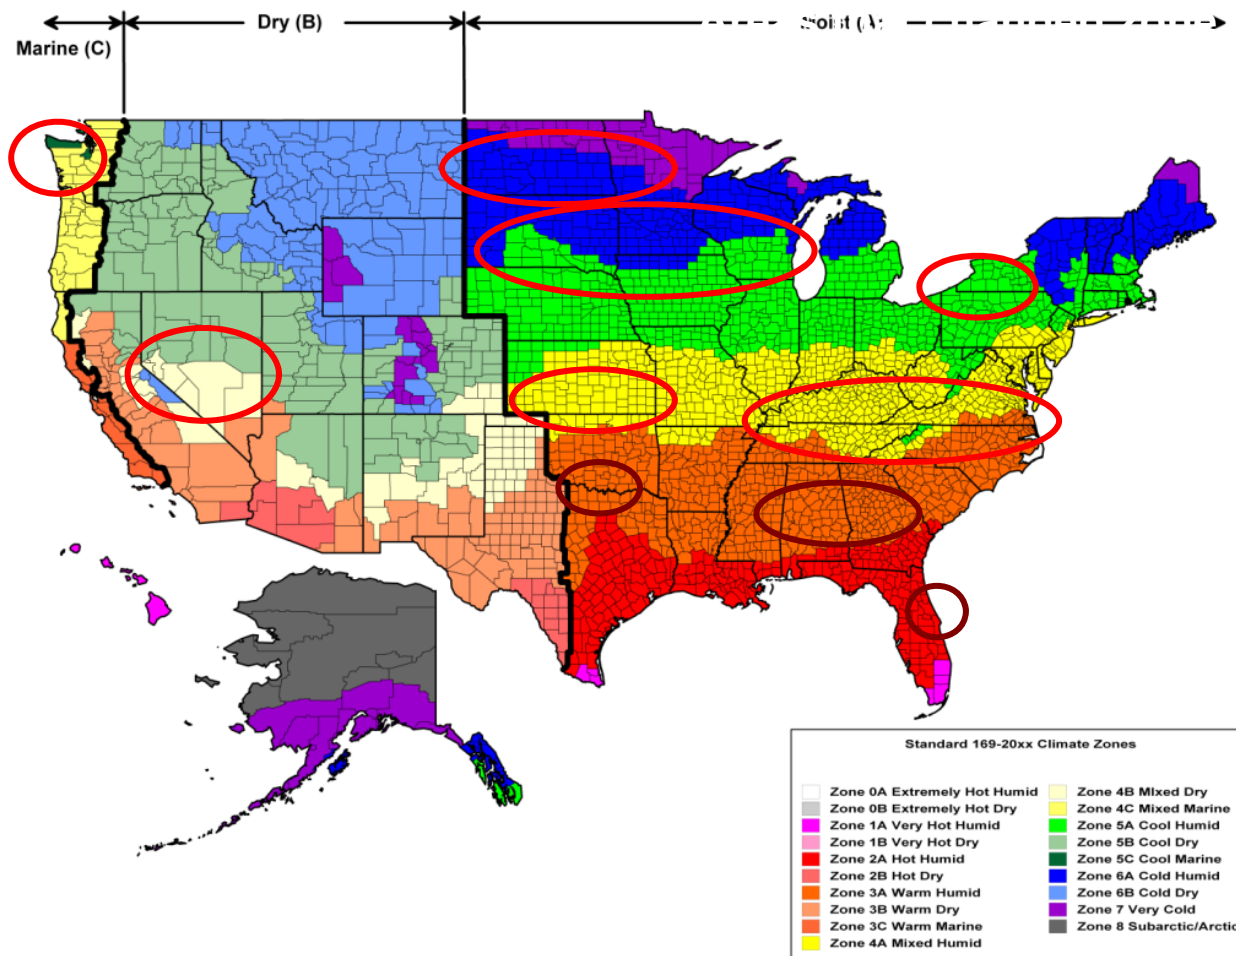 Dry (B)
Marine (C)
Standard 169-20xx Climate Zones
Zone 0A Extremely Hot Humid
Zone 0B Extremely Hot Dry
Zone 1A Very Hot Humid
Zone 1B Very Hot Dry
Zone 2A Hot Humid
Zone 2B Hot Dry
Zone 3A Warm Humid
Zone 3B Warm Dry
Zone 3C Warm Marine
Zone 4A Mixed Humid
Zone 4B MIxed Dry
Zone 4C Mixed Marine
Zone 5A Cool Humid
Zone 5B Cool Dry
Zone 5C Cool Marine
Zone 6A Cold Humid
Zone 6B Cold Dry
Zone 7 Very Cold
Zone 8 Subarctic/Arctic